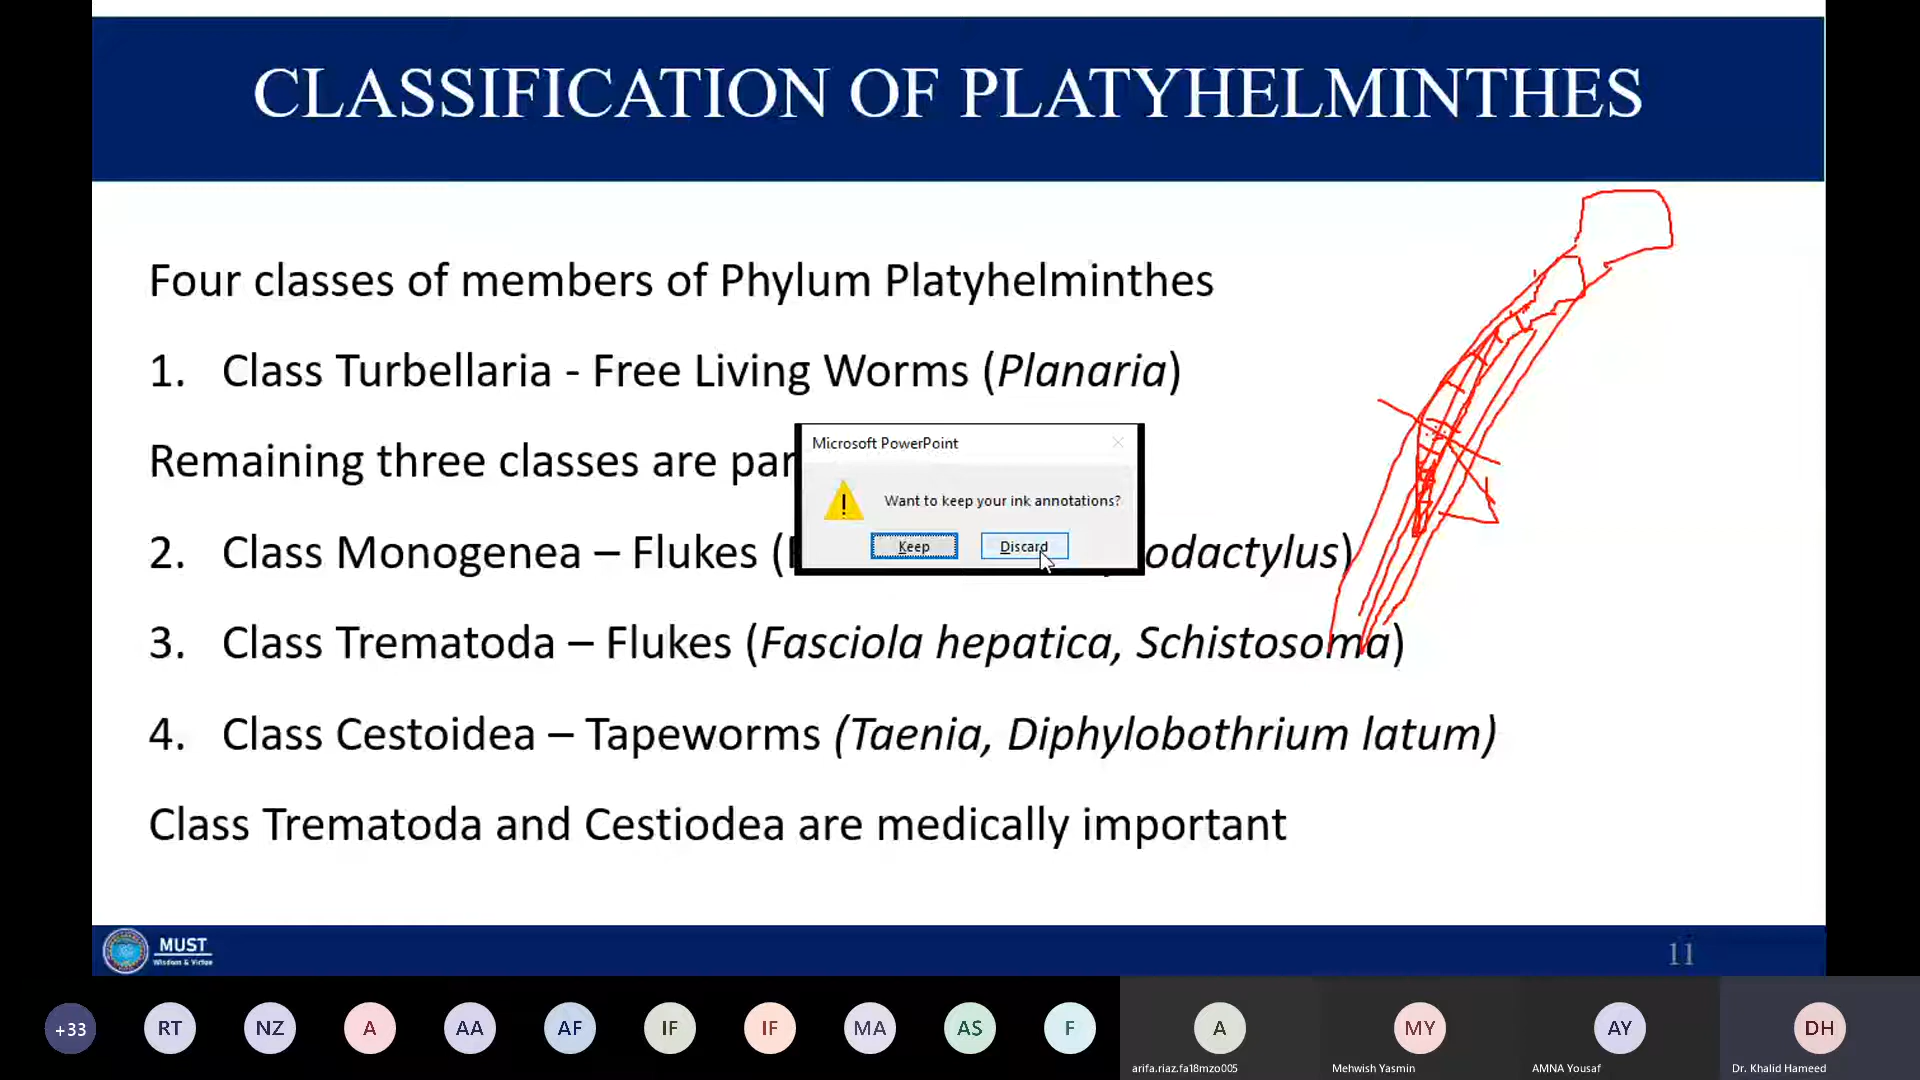 CLASSIFICATION OF PLATYHELMINTHES
Four classes of members of Phylum Platyhelminthes
1. Class Turbellaria - Free Living Worms (Planaria)
Remaining three classes are par
Microsoft PowerPoint
Want to keep your ink annotations?
Keep Discard
2. Class Monogenea – Flukes ( odactylus)
3. Class Trematoda – Flukes (Fasciola hepatica, Schistosoma)
4. Class Cestoidea – Tapeworms (Taenia, Diphylobothrium latum)
Class Trematoda and Cestiodea are medically important
MUST
Wisdom & Virtue
11
+33 RT NZ A AA AF IF IF MA AS F A MY AY DH
arifa.riaz.fa18mzo005 Mehwish Yasmin AMNA Yousaf Dr. Khalid Hameed